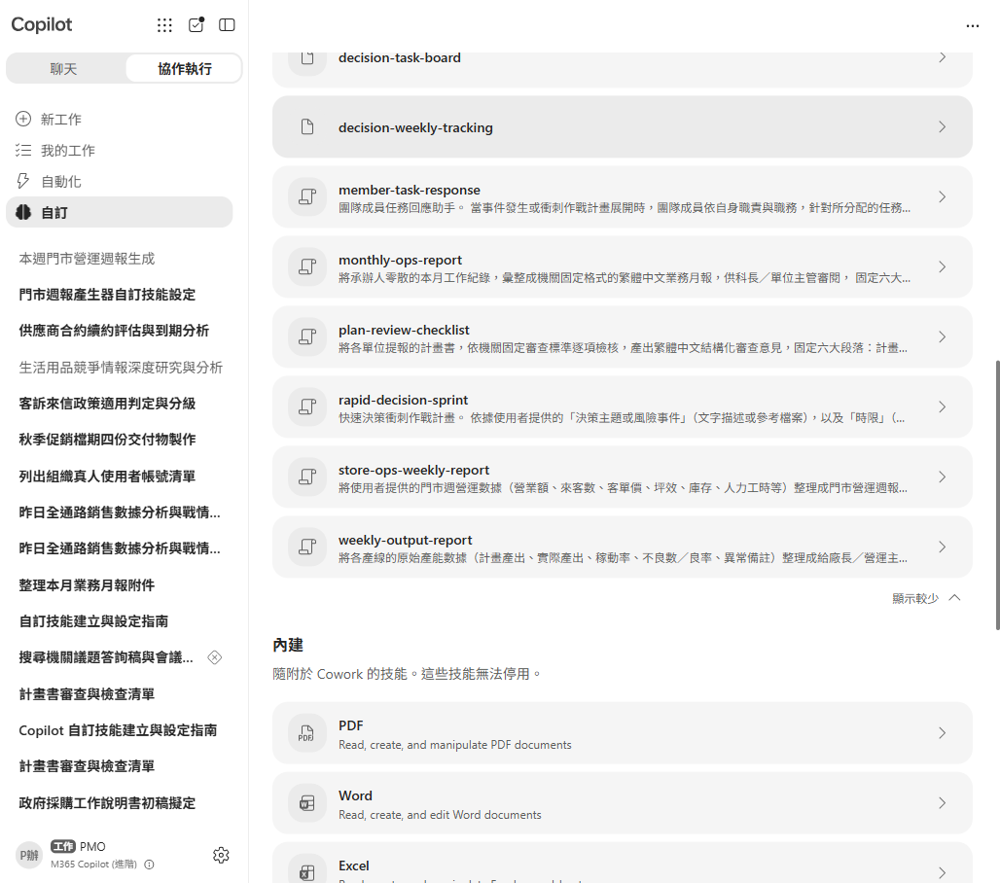 Copilot
聊天
協作執行
新工作
我的工作
自動化
自訂
本週門市營運週報生成
門市週報產生器自訂技能設定
供應商合約續約評估與到期分析
生活用品競爭情報深度研究與分析
客訴來信政策適用判定與分級
秋季促銷檔期四份交付物製作
列出組織真人使用者帳號清單
昨日全通路銷售數據分析與戰情...
昨日全通路銷售數據分析與戰情...
整理本月業務月報附件
自訂技能建立與設定指南
搜尋機關議題答詢稿與會議...
計畫書審查與檢查清單
Copilot 自訂技能建立與設定指南
計畫書審查與檢查清單
政府採購工作說明書初稿擬定
P辦
工作 PMO
M365 Copilot (進階)
decision-task-board
decision-weekly-tracking
member-task-response
團隊成員任務回應助手。 當事件發生或衝刺作戰計畫展開時，團隊成員依自身職責與職務，針對所分配的任務...
monthly-ops-report
將承辦人零散的本月工作紀錄，彙整成機關固定格式的繁體中文業務月報，供科長／單位主管審閱， 固定六大...
plan-review-checklist
將各單位提報的計畫書，依機關固定審查標準逐項檢核，產出繁體中文結構化審查意見，固定六大段落：計畫...
rapid-decision-sprint
快速決策衝刺作戰計畫。 依據使用者提供的「決策主題或風險事件」（文字描述或參考檔案），以及「時限」（...
store-ops-weekly-report
將使用者提供的門市週營運數據（營業額、來客數、客單價、坪效、庫存、人力工時等）整理成門市營運週報...
weekly-output-report
將各產線的原始產能數據（計畫產出、實際產出、稼動率、不良數／良率、異常備註）整理成給廠長／營運主...
顯示較少
內建
隨附於 Cowork 的技能。這些技能無法停用。
PDF
PDF
Read, create, and manipulate PDF documents
Word
Read, create, and edit Word documents
Excel